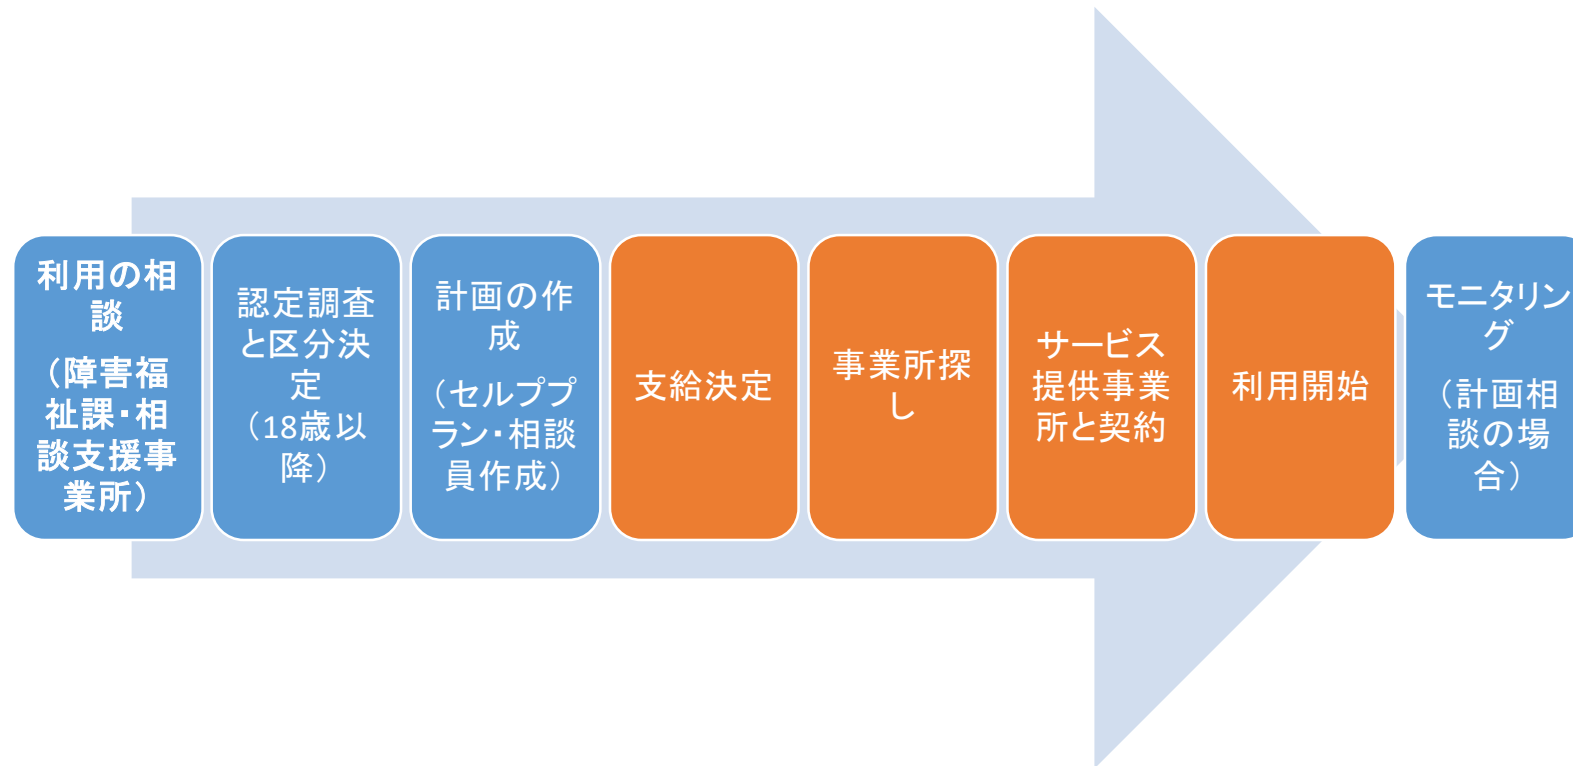 利用の相
談
（障害福
祉課・相
談支援事
業所）
認定調査
と区分決
定
（18歳以
降）
計画の作
成
（セルププ
ラン・相談
員作成）
支給決定
事業所探
し
サービス
提供事業
所と契約
利用開始
モニタリン
グ
（計画相
談の場
合）